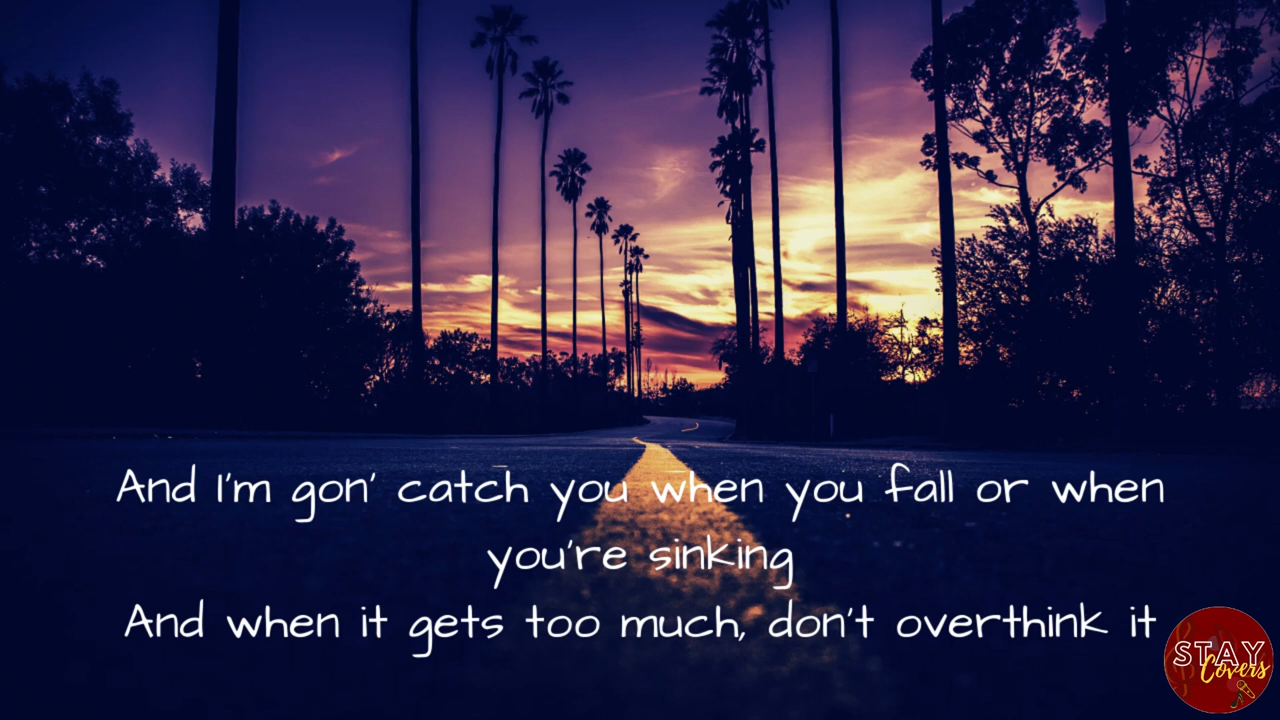 And I'm gon' catch you when you fall or when
you're sinking
And when it gets too much, don't overthink it
STAY
Covers